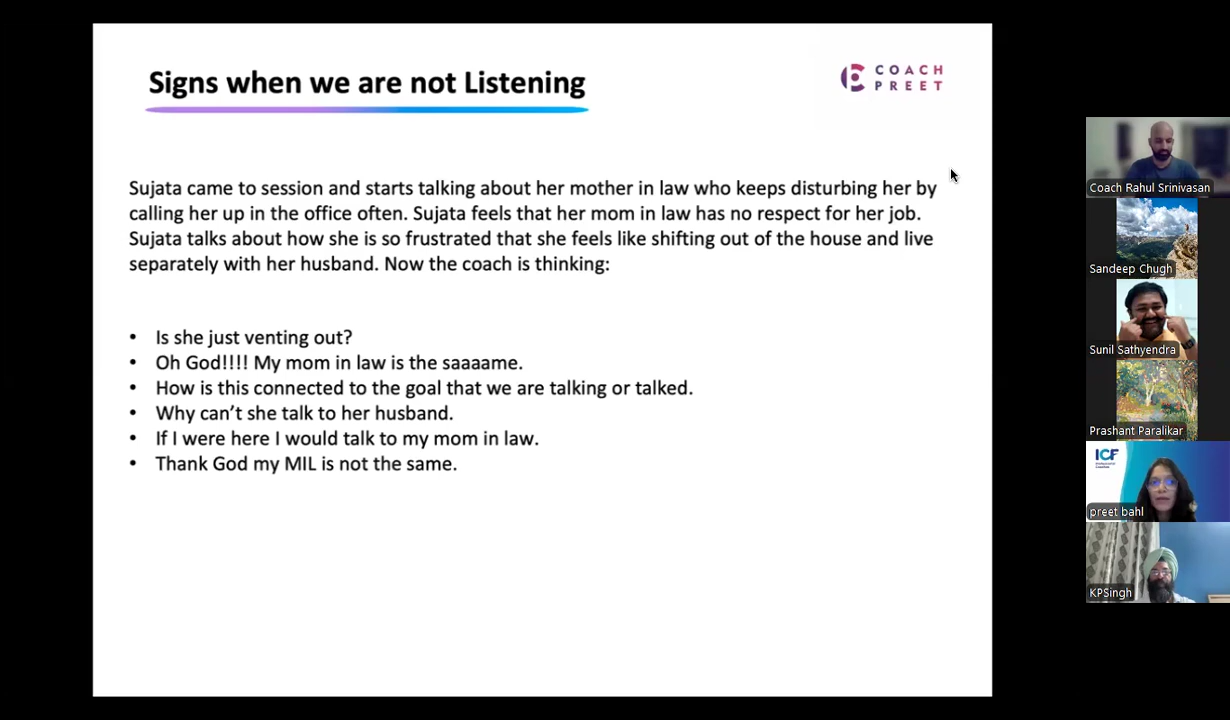 Signs when we are not Listening
COACH
PREET
Sujata came to session and starts talking about her mother in law who keeps disturbing her by
calling her up in the office often. Sujata feels that her mom in law has no respect for her job.
Sujata talks about how she is so frustrated that she feels like shifting out of the house and live
separately with her husband. Now the coach is thinking:
• Is she just venting out?
• Oh God!!!! My mom in law is the saaaame.
• How is this connected to the goal that we are talking or talked.
• Why can’t she talk to her husband.
• If I were here I would talk to my mom in law.
• Thank God my MIL is not the same.
Coach Rahul Srinivasan
Sandeep Chugh
Sunil Sathyendra
Prashant Paralikar
ICF
preet bahl
KPSingh